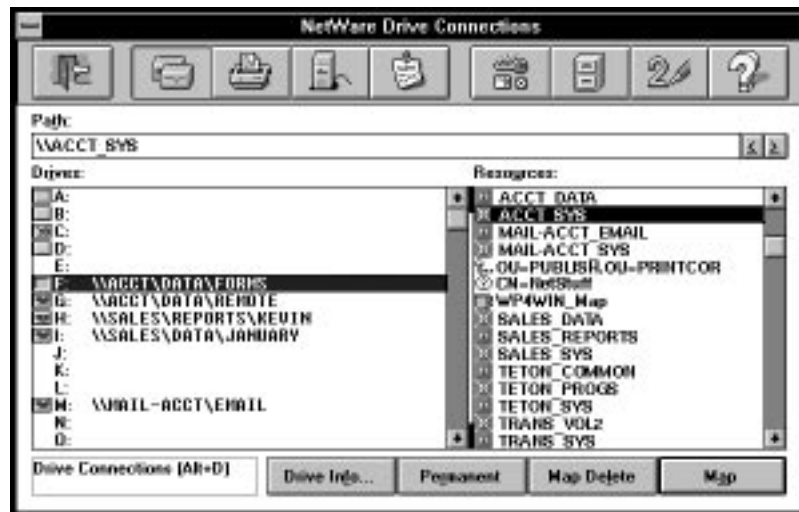 NetWare Drive Connections
Path:
\\ACCT_SYS
Drives:
A:
B:
C:
D:
E:
F: \\ACCT\DATA\FORMS
G: \\ACCT\DATA\REMOTE
H: \\SALES\REPORTS\KEVIN
I: \\SALES\DATA\JANUARY
J:
K:
L:
M: \\MAIL-ACCT\EMAIL
N:
O:
Resources:
ACCT_DATA
ACCT_SYS
MAIL-ACCT_EMAIL
MAIL-ACCT_SYS
..OU=PUBLISH.OU=PRINTCOR
CN=NetStuff
WP4WIN_Map
SALES_DATA
SALES_REPORTS
SALES_SYS
TETON_COMMON
TETON_PROGS
TETON_SYS
TRANS_VOL2
TRANS_SYS
Drive Connections [Alt+D]
Drive Info...
Permanent
Map Delete
Map